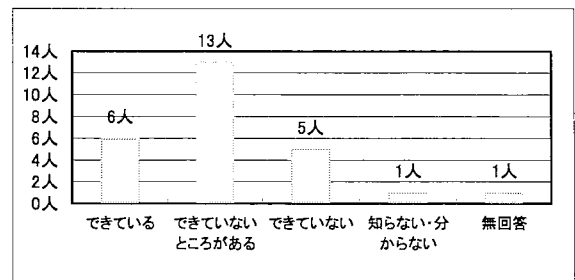 13人
14人
12人
10人
8人
6人
4人
2人
0人
6人
5人
1人
1人
できている
できていない
ところがある
できていない
知らない・分
からない
無回答